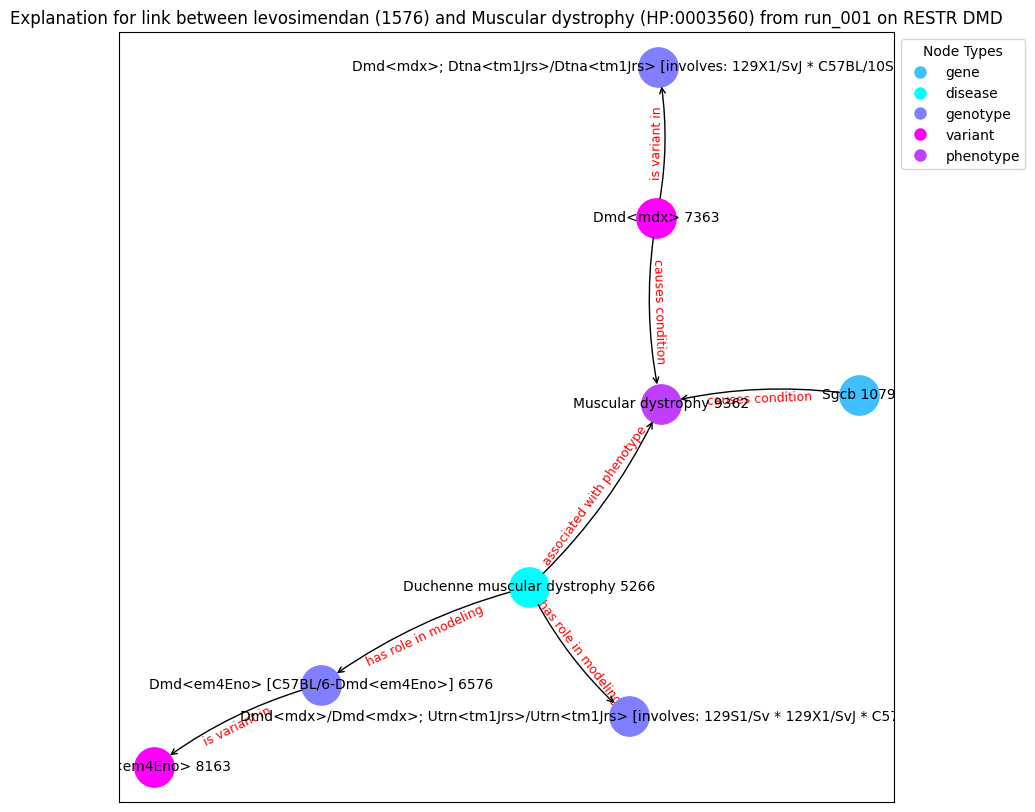 Explanation for link between levosimendan (1576) and Muscular dystrophy (HP:0003560) from run_001 on RESTR DMD
Node Types
gene
disease
genotype
variant
phenotype
Dmd<mdx>; Dtna<tm1Jrs>/Dtna<tm1Jrs> [involves: 129X1/SvJ * C57BL/10S
is variant in
Dmd<mdx> 7363
causes condition
Sgcb 1079
causes condition
Muscular dystrophy 9362
associated with phenotype
Duchenne muscular dystrophy 5266
has role in modeling
has role in modeling
Dmd<em4Eno> [C57BL/6-Dmd<em4Eno>] 6576
Dmd<mdx>/Dmd<mdx>; Utrn<tm1Jrs>/Utrn<tm1Jrs> [involves: 129S1/Sv * 129X1/SvJ * C57
is variant in
<em4Eno> 8163